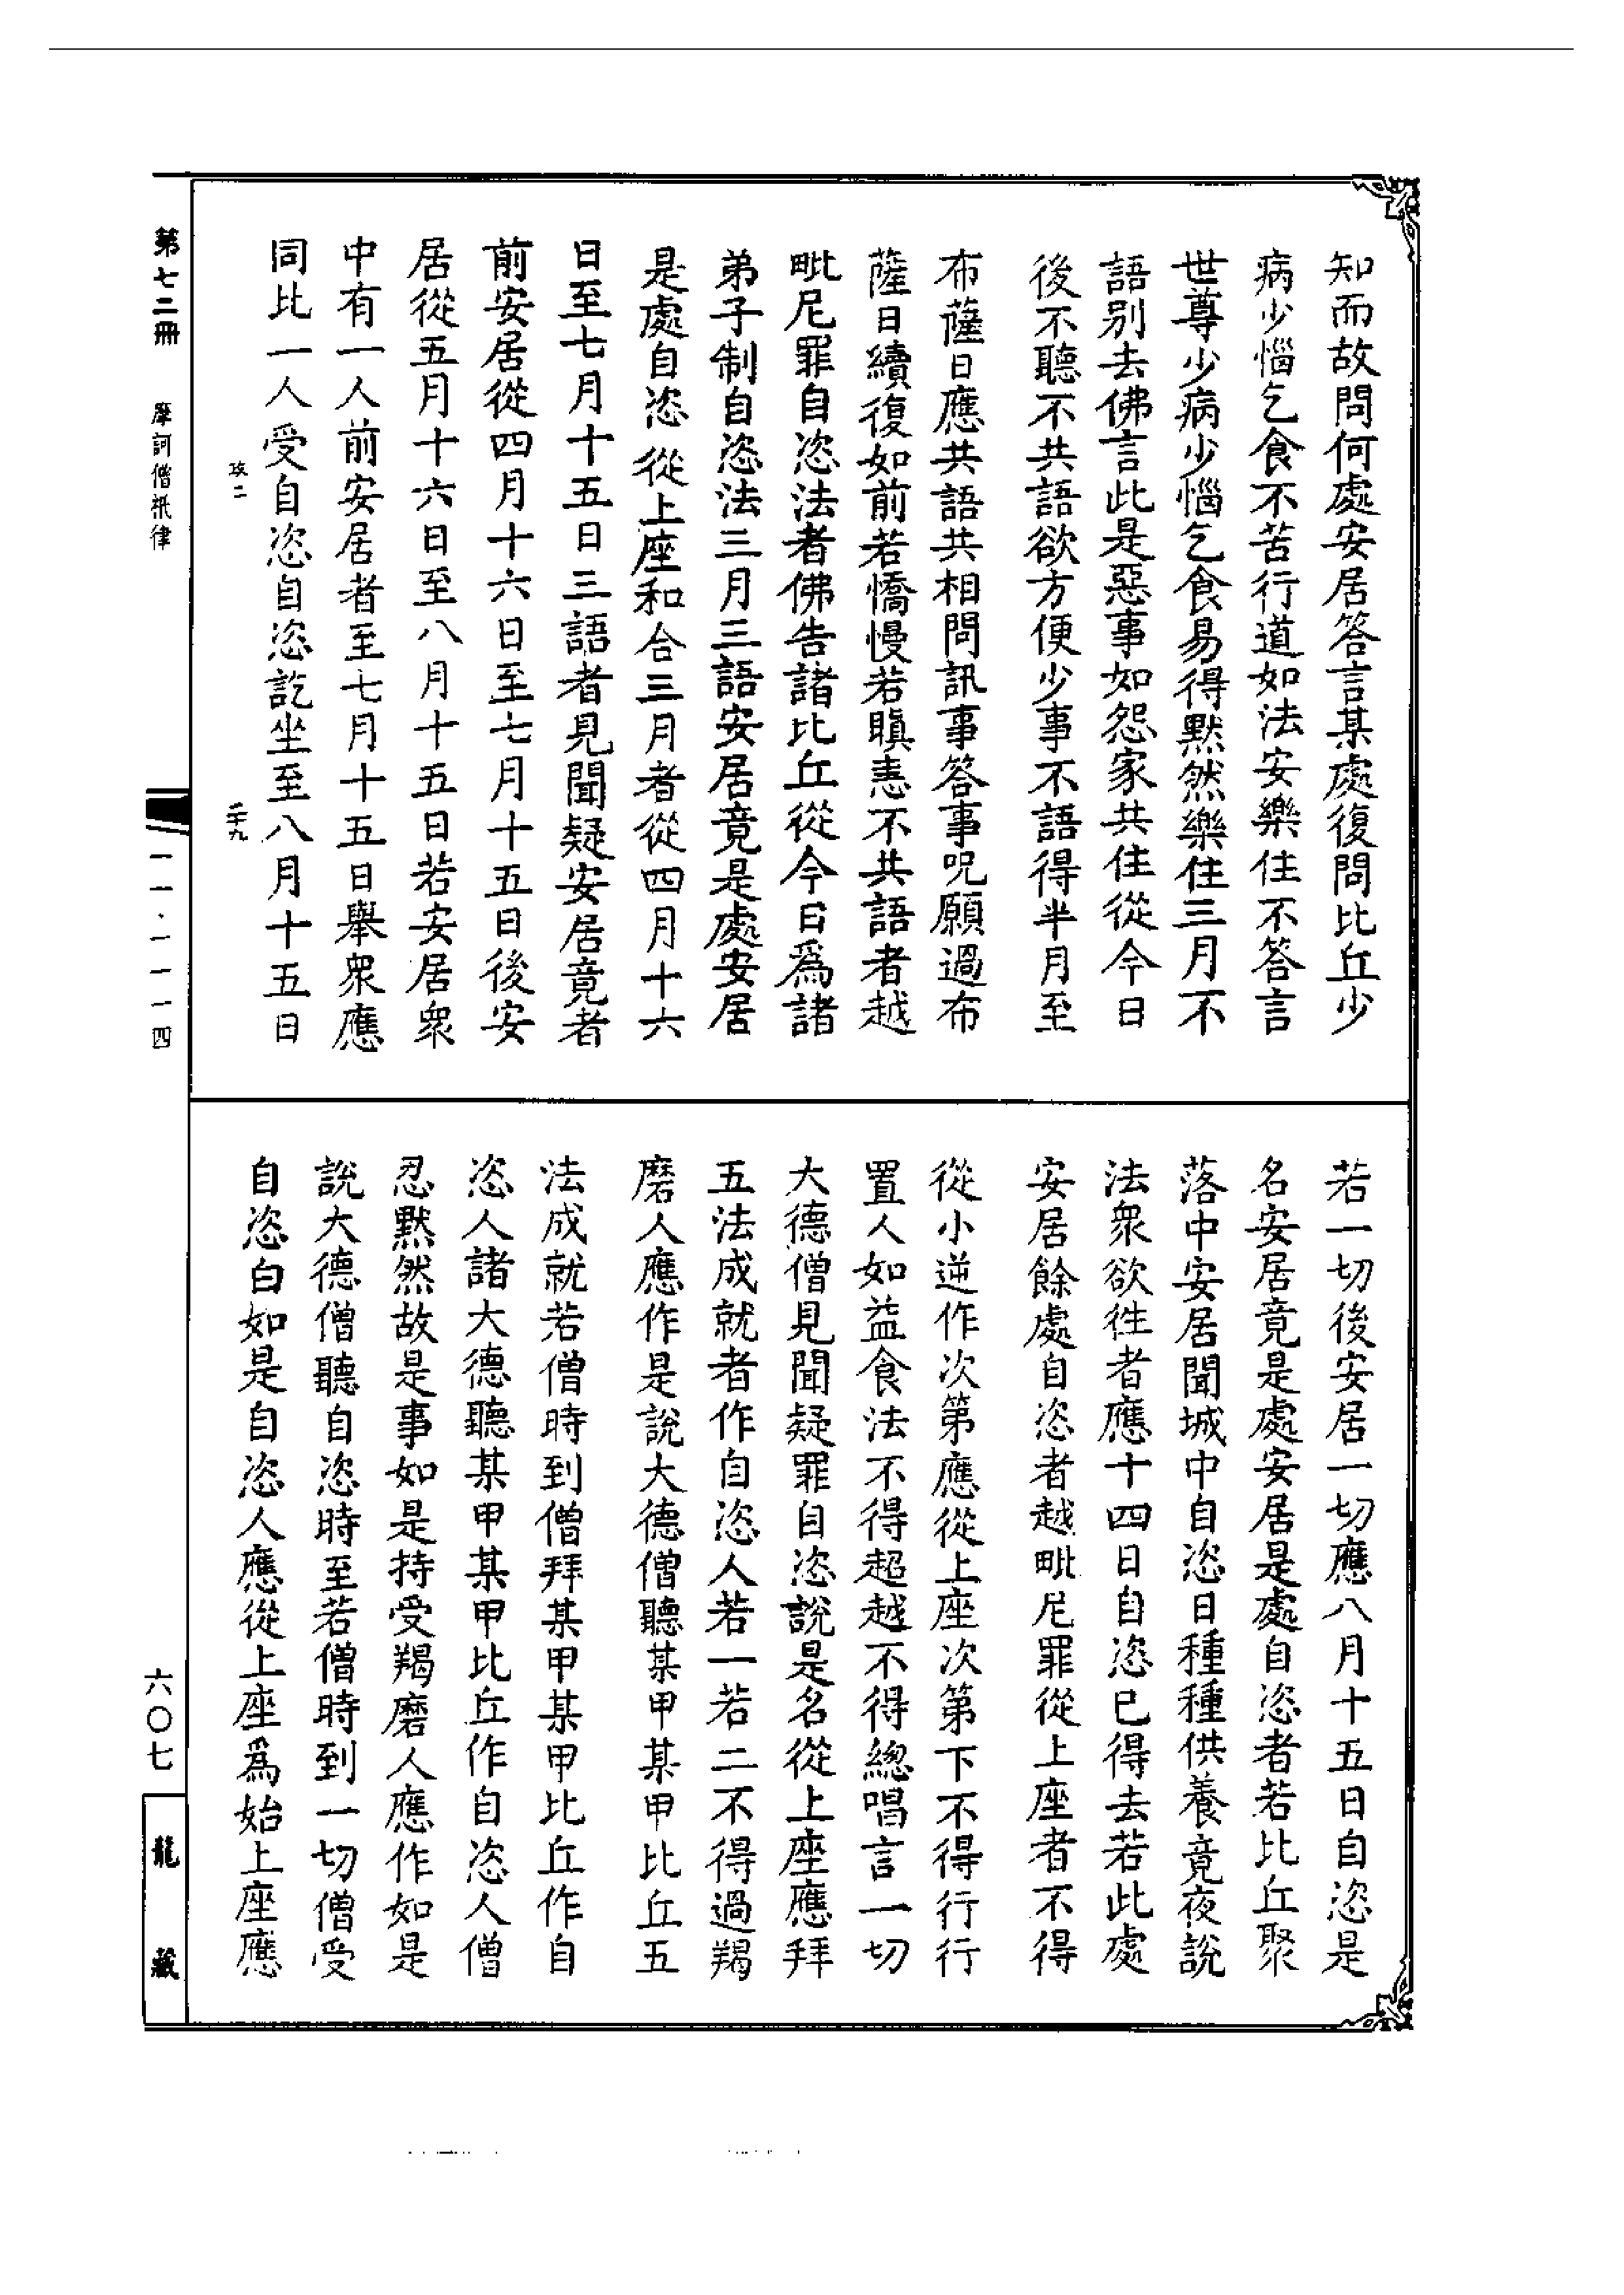 知而故問何處安居答言某處復問比丘少
病少惱乞食不苦行道如法安樂住不答言
世尊少病少惱乞食易得默然樂住三月不
語別去佛言此是惡事如怨家共住從今日
後不聽不共語欲方便少事不語得半月至
布薩日應共語共相問訊事答事呪願過布
薩日續復如前若憍慢若瞋恚不共語者越
毗尼罪自恣法者佛告諸比丘從今日爲諸
弟子制自恣法三月三語安居竟是處安居
是處自恣從上座和合三月者從四月十六
日至七月十五日三語者見聞疑安居竟者
前安居從四月十六日至七月十五日後安
居從五月十六日至八月十五日若安居衆
中有一人前安居者至七月十五日舉衆應
同比一人受自恣自恣訖坐至八月十五日
若一切後安居一切應八月十五日自恣是
名安居竟是處安居是處自恣者若比丘聚
落中安居聞城中自恣日種種供養竟夜說
法衆欲往者應十四日自恣已得去若此處
安居餘處自恣者越毗尼罪從上座者不得
從小逆作次第應從上座次第下不得行行
置人如益食法不得超越不得總唱言一切
大德僧見聞疑罪自恣說是名從上座應拜
五法成就者作自恣人若一若二不得過羯
磨人應作是說大德僧聽某甲某甲比丘五
法成就若僧時到僧拜某甲某甲比丘作自
恣人諸大德聽某甲某甲比丘作自恣人僧
忍默然故是事如是持受羯磨人應作如是
說大德僧聽自恣時至若僧時到一切僧受
自恣白如是自恣人應從上座爲始上座應
第七二冊
摩訶僧祇律
一一·一一一四
六〇七
龍藏